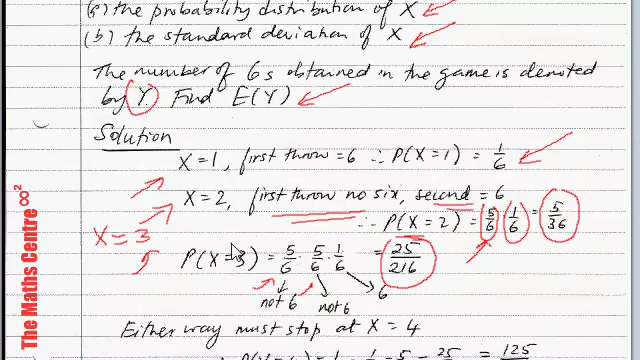 (a) the probability distribution of X
(b) the standard deviation of X
The number of 6s obtained in the game is denoted
by Y. Find E(Y)
Solution
X=1, first throw =6 ∴ P(X=1) = 1/6
X=2, first throw no six, second = 6
∴ P(X=2) = 5/6 · 1/6 = 5/36
X=3
P(X=3) = 5/6 · 5/6 · 1/6 = 25/216
not 6 not 6 6
Either way must stop at X = 4
The Maths Centre ∞²